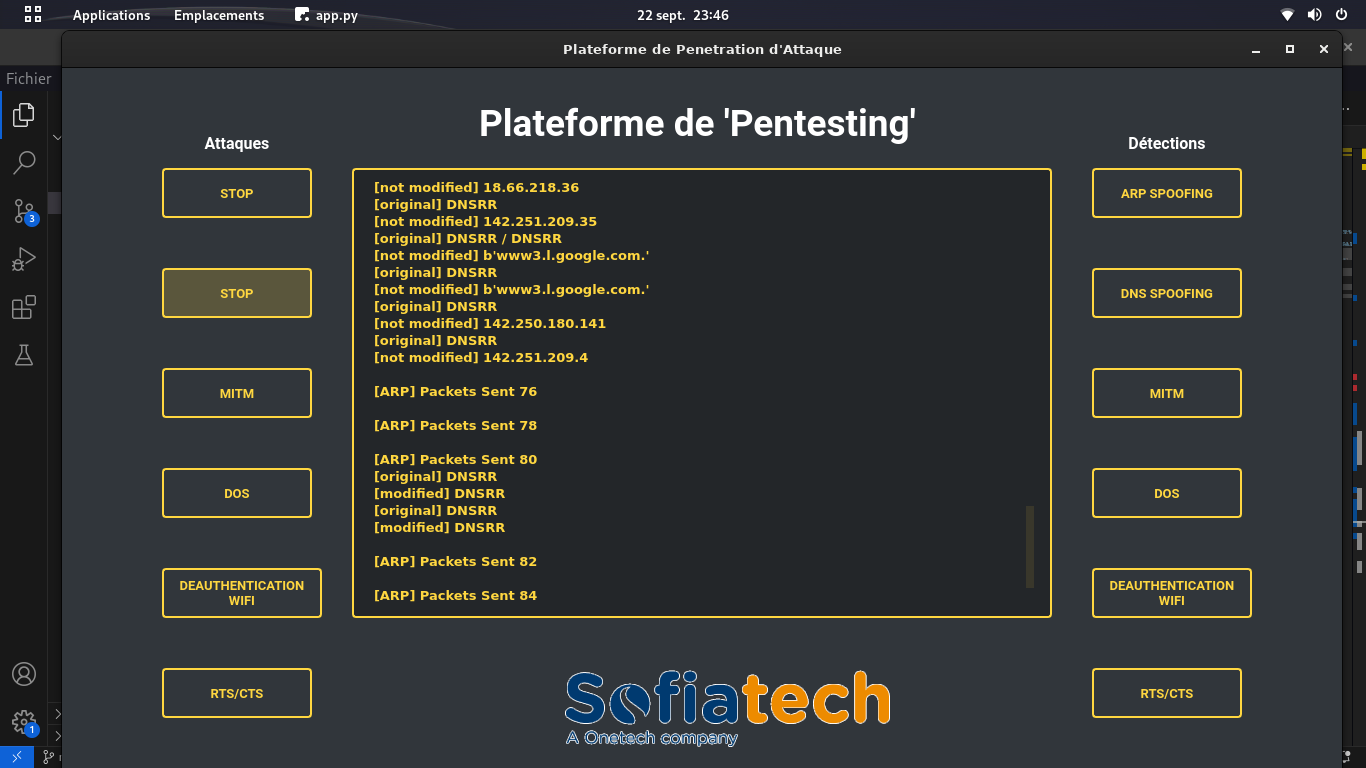 Applications
Emplacements
app.py
22 sept. 23:46
Plateforme de Penetration d'Attaque
Fichier
Plateforme de 'Pentesting'
Attaques
Détections
STOP
STOP
MITM
DOS
DEAUTHENTICATION
WIFI
RTS/CTS
[not modified] 18.66.218.36
[original] DNSRR
[not modified] 142.251.209.35
[original] DNSRR / DNSRR
[not modified] b'www3.l.google.com.'
[original] DNSRR
[not modified] b'www3.l.google.com.'
[original] DNSRR
[not modified] 142.250.180.141
[original] DNSRR
[not modified] 142.251.209.4
[ARP] Packets Sent 76
[ARP] Packets Sent 78
[ARP] Packets Sent 80
[original] DNSRR
[modified] DNSRR
[original] DNSRR
[modified] DNSRR
[ARP] Packets Sent 82
[ARP] Packets Sent 84
ARP SPOOFING
DNS SPOOFING
MITM
DOS
DEAUTHENTICATION
WIFI
RTS/CTS
3
1
Sofiatech
A Onetech company